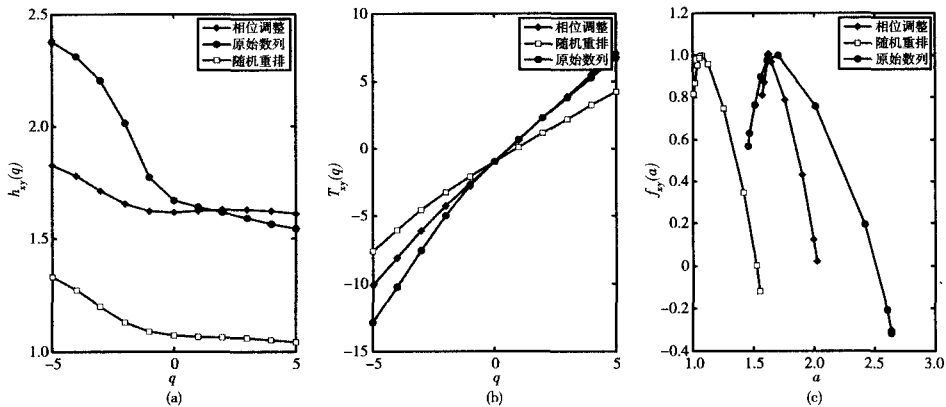 2.5
2.0
1.5
1.0
h_xy(q)
相位调整
原始数列
随机重排
-5
0
5
q
(a)
10
5
0
-5
-10
-15
T_xy(q)
相位调整
随机重排
原始数列
-5
0
5
q
(b)
1.4
1.2
1.0
0.8
0.6
0.4
0.2
0
-0.2
-0.4
f_xy(a)
相位调整
随机重排
原始数列
1.0
1.5
2.0
2.5
3.0
a
(c)